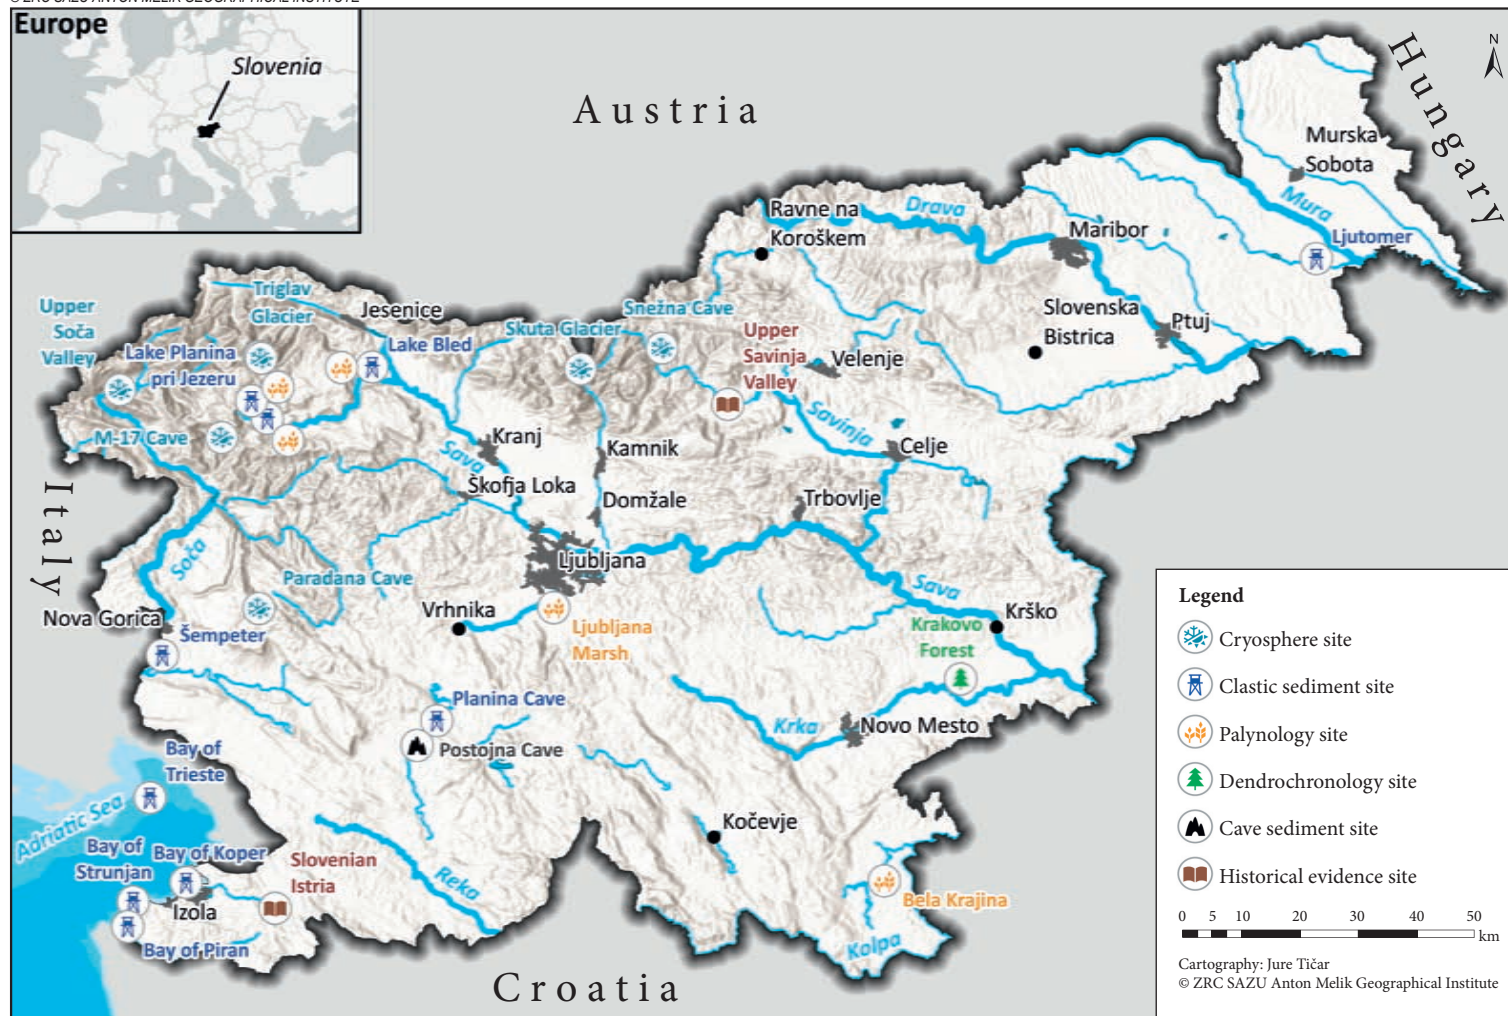 © ZRC SAZU ANTON MELIK GEOGRAPHICAL INSTITUTE
Europe
Slovenia
Austria
Hungary
N
Murska
Sobota
Mura
Ljutomer
Ravne na
Koroškem
Drava
Maribor
Slovenska
Bistrica
Ptuj
Upper
Soča
Valley
Triglav
Glacier
Jesenice
Lake Planina
pri Jezeru
Lake Bled
Skuta Glacier
Snežna Cave
Upper
Savinja
Valley
Velenje
Savinja
Celje
M-17 Cave
Kranj
Sava
Škofja Loka
Kamnik
Domžale
Trbovlje
Italy
Soča
Paradana Cave
Ljubljana
Nova Gorica
Šempeter
Vrhnika
Ljubljana
Marsh
Sava
Krško
Krakovo
Forest
Planina Cave
Postojna Cave
Krka
Novo Mesto
Bay of
Trieste
Adriatic Sea
Bay of
Strunjan
Bay of Koper
Slovenian
Istria
Izola
Bay of Piran
Reka
Kočevje
Bela Krajina
Kolpa
Croatia
Legend
Cryosphere site
Clastic sediment site
Palynology site
Dendrochronology site
Cave sediment site
Historical evidence site
0 5 10 20 30 40 50
km
Cartography: Jure Tičar
© ZRC SAZU Anton Melik Geographical Institute